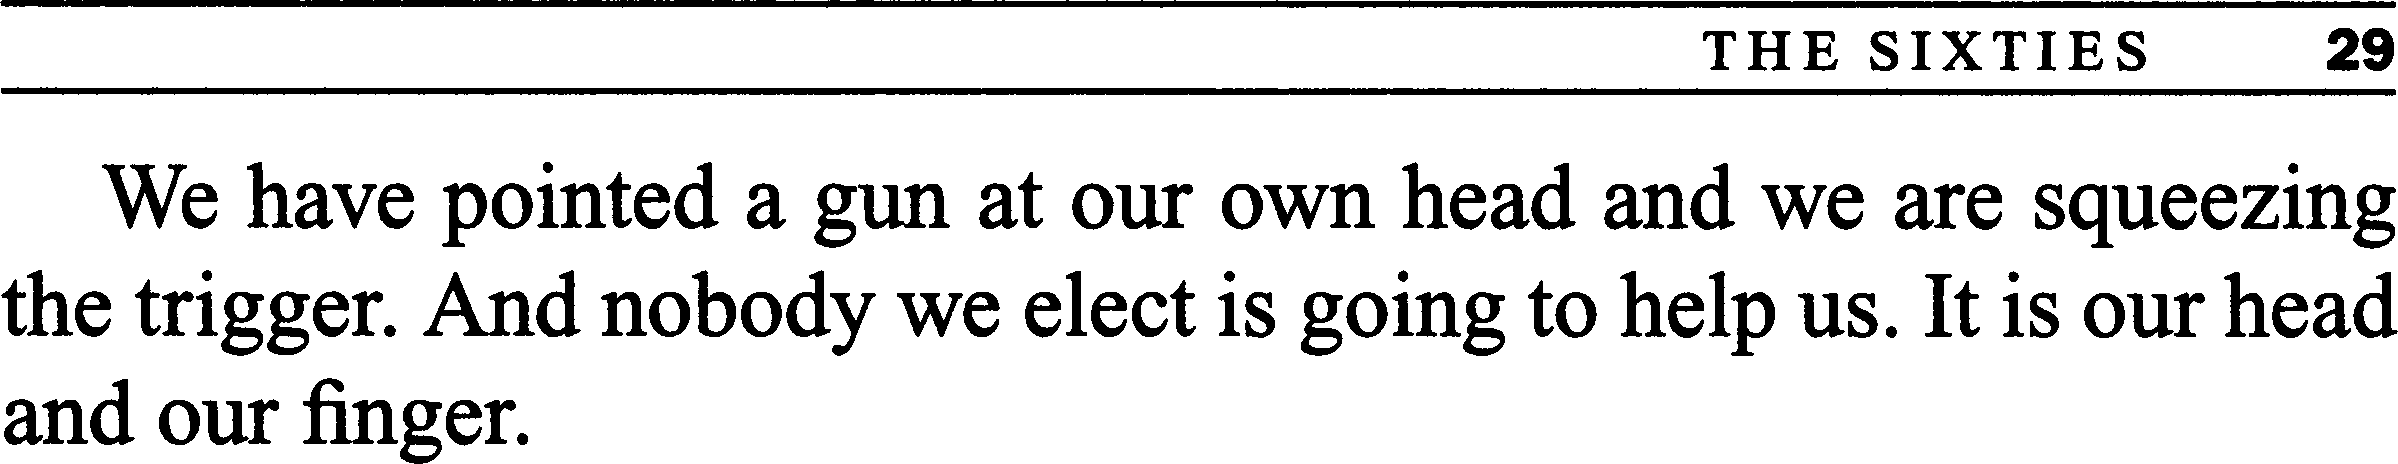 THE SIXTIES 29
We have pointed a gun at our own head and we are squeezing
the trigger. And nobody we elect is going to help us. It is our head
and our finger.